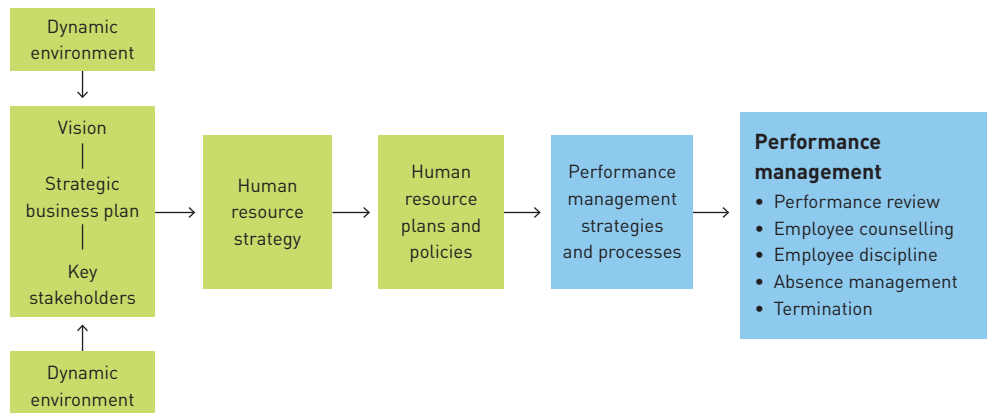 Dynamic
environment
Vision
Strategic
business plan
Key
stakeholders
Dynamic
environment
Human
resource
strategy
Human
resource
plans and
policies
Performance
management
strategies
and processes
Performance
management
• Performance review
• Employee counselling
• Employee discipline
• Absence management
• Termination